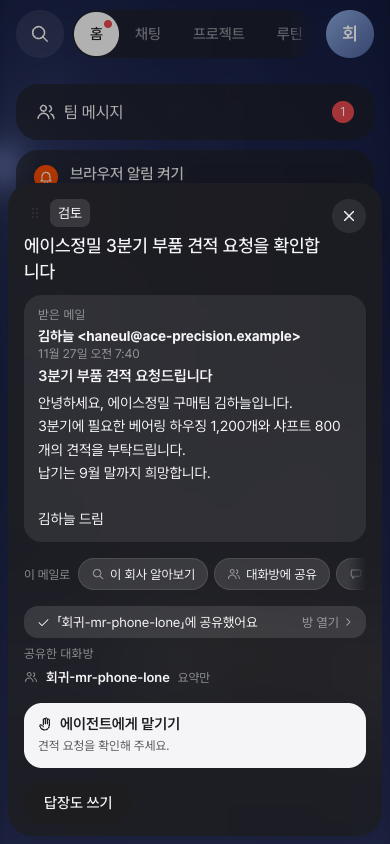 홈
채팅
프로젝트
루틴
회
팀 메시지
1
브라우저 알림 켜기
검토
에이스정밀 3분기 부품 견적 요청을 확인합
니다
받은 메일
김하늘 <haneul@ace-precision.example>
11월 27일 오전 7:40
3분기 부품 견적 요청드립니다
안녕하세요, 에이스정밀 구매팀 김하늘입니다.
3분기에 필요한 베어링 하우징 1,200개와 샤프트 800
개의 견적을 부탁드립니다.
납기는 9월 말까지 희망합니다.
김하늘 드림
이 메일로
이 회사 알아보기
대화방에 공유
「회귀-mr-phone-lone」에 공유했어요
방 열기
공유한 대화방
회귀-mr-phone-lone 요약만
에이전트에게 맡기기
견적 요청을 확인해 주세요.
답장도 쓰기